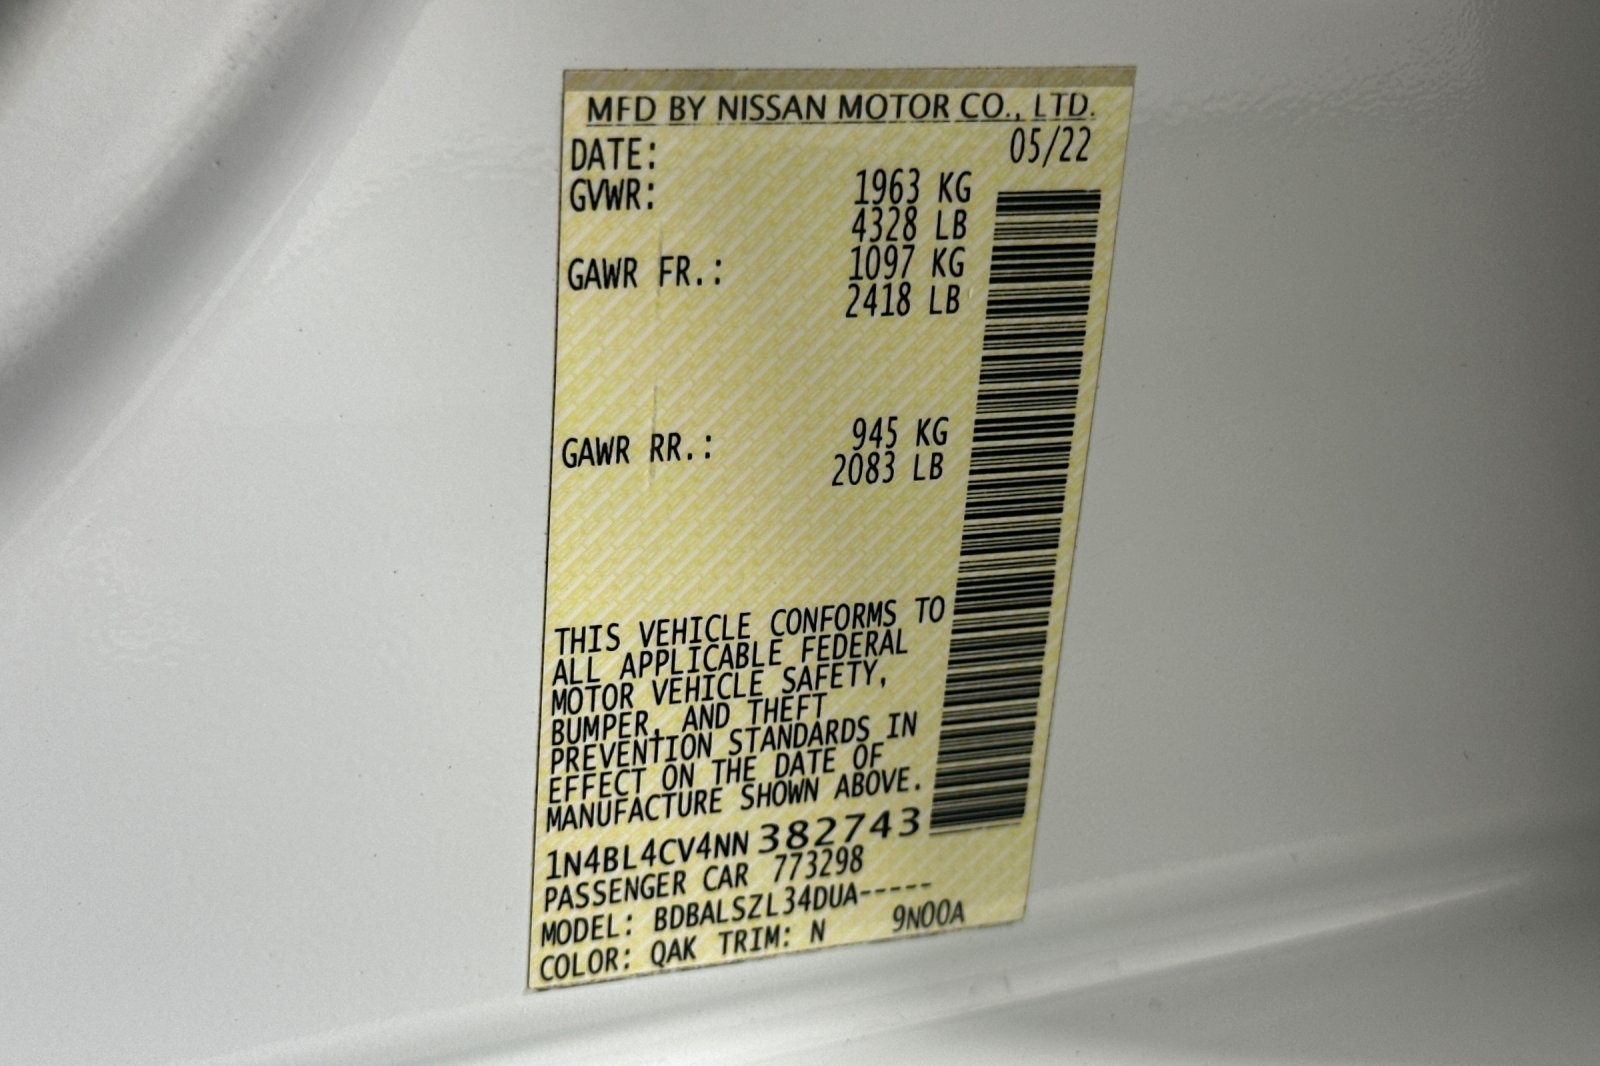 MFD BY NISSAN MOTOR CO., LTD.
DATE: 05/22
GVWR: 1963 KG
4328 LB
GAWR FR.: 1097 KG
2418 LB
GAWR RR.: 945 KG
2083 LB
THIS VEHICLE CONFORMS TO
ALL APPLICABLE FEDERAL
MOTOR VEHICLE SAFETY,
BUMPER, AND THEFT
PREVENTION STANDARDS IN
EFFECT ON THE DATE OF
MANUFACTURE SHOWN ABOVE.
1N4BL4CV4NN382743
PASSENGER CAR 773298
MODEL: BDBALSZL34DUA-----
COLOR: QAK TRIM: N 9N00A